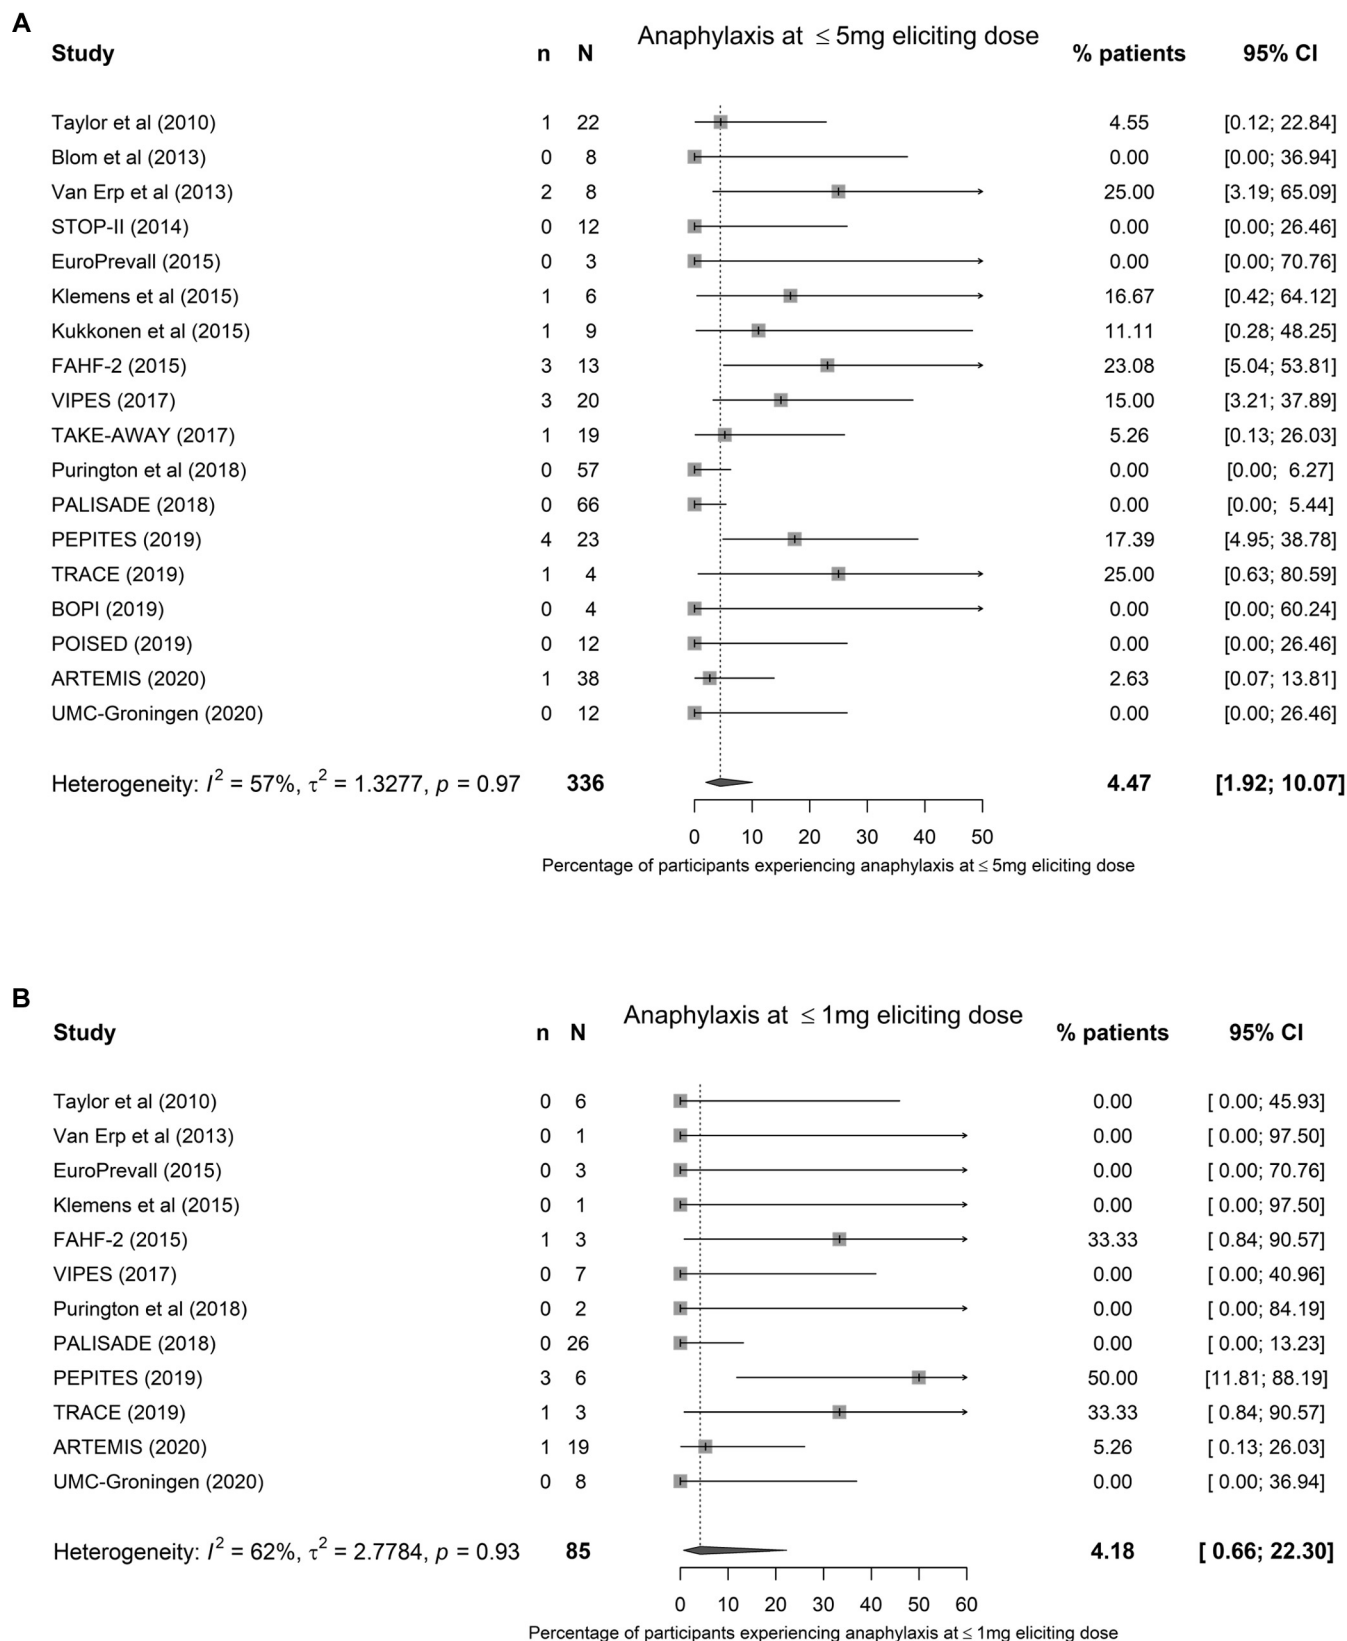 A
Anaphylaxis at ≤ 5mg eliciting dose
Study n N % patients 95% CI
Taylor et al (2010) 1 22 4.55 [0.12; 22.84]
Blom et al (2013) 0 8 0.00 [0.00; 36.94]
Van Erp et al (2013) 2 8 25.00 [3.19; 65.09]
STOP-II (2014) 0 12 0.00 [0.00; 26.46]
EuroPrevall (2015) 0 3 0.00 [0.00; 70.76]
Klemens et al (2015) 1 6 16.67 [0.42; 64.12]
Kukkonen et al (2015) 1 9 11.11 [0.28; 48.25]
FAHF-2 (2015) 3 13 23.08 [5.04; 53.81]
VIPES (2017) 3 20 15.00 [3.21; 37.89]
TAKE-AWAY (2017) 1 19 5.26 [0.13; 26.03]
Purington et al (2018) 0 57 0.00 [0.00; 6.27]
PALISADE (2018) 0 66 0.00 [0.00; 5.44]
PEPITES (2019) 4 23 17.39 [4.95; 38.78]
TRACE (2019) 1 4 25.00 [0.63; 80.59]
BOPI (2019) 0 4 0.00 [0.00; 60.24]
POISED (2019) 0 12 0.00 [0.00; 26.46]
ARTEMIS (2020) 1 38 2.63 [0.07; 13.81]
UMC-Groningen (2020) 0 12 0.00 [0.00; 26.46]
Heterogeneity: I² = 57%, τ² = 1.3277, p = 0.97 336 4.47 [1.92; 10.07]
0 10 20 30 40 50
Percentage of participants experiencing anaphylaxis at ≤ 5mg eliciting dose
B
Anaphylaxis at ≤ 1mg eliciting dose
Study n N % patients 95% CI
Taylor et al (2010) 0 6 0.00 [ 0.00; 45.93]
Van Erp et al (2013) 0 1 0.00 [ 0.00; 97.50]
EuroPrevall (2015) 0 3 0.00 [ 0.00; 70.76]
Klemens et al (2015) 0 1 0.00 [ 0.00; 97.50]
FAHF-2 (2015) 1 3 33.33 [ 0.84; 90.57]
VIPES (2017) 0 7 0.00 [ 0.00; 40.96]
Purington et al (2018) 0 2 0.00 [ 0.00; 84.19]
PALISADE (2018) 0 26 0.00 [ 0.00; 13.23]
PEPITES (2019) 3 6 50.00 [11.81; 88.19]
TRACE (2019) 1 3 33.33 [ 0.84; 90.57]
ARTEMIS (2020) 1 19 5.26 [ 0.13; 26.03]
UMC-Groningen (2020) 0 8 0.00 [ 0.00; 36.94]
Heterogeneity: I² = 62%, τ² = 2.7784, p = 0.93 85 4.18 [ 0.66; 22.30]
0 10 20 30 40 50 60
Percentage of participants experiencing anaphylaxis at ≤ 1mg eliciting dose